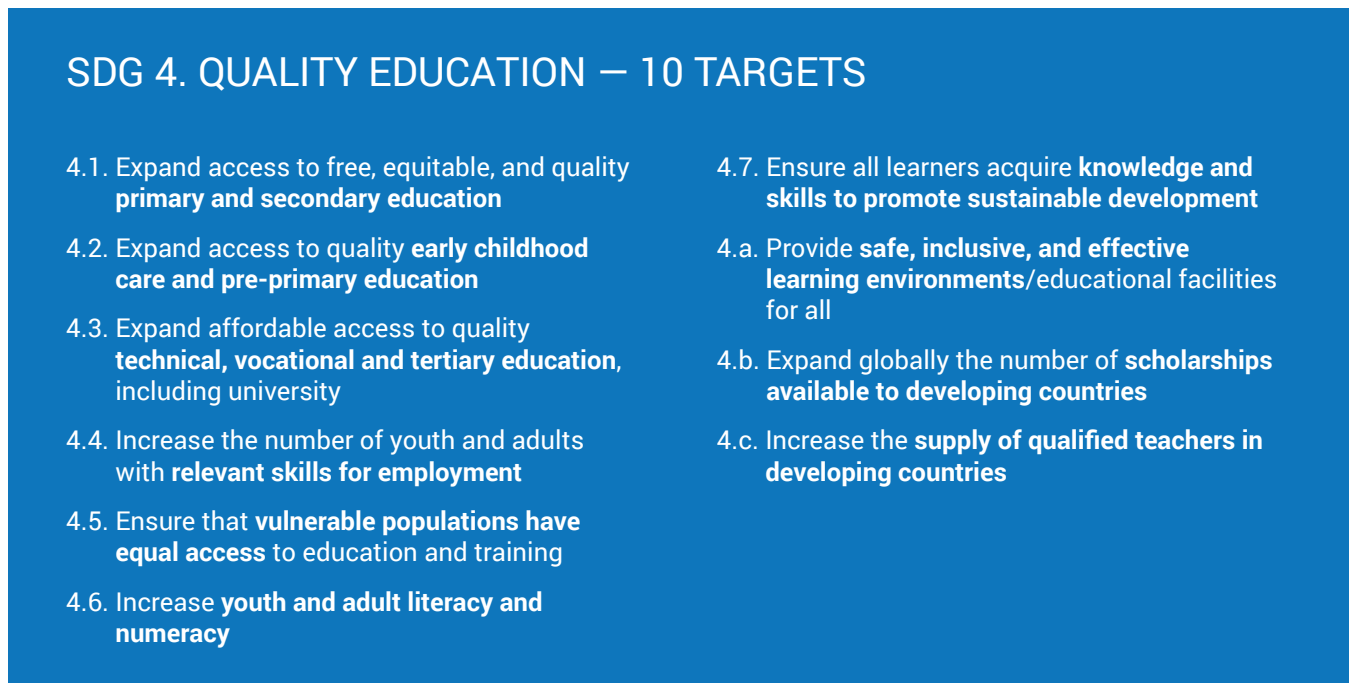 SDG 4. QUALITY EDUCATION — 10 TARGETS
4.1. Expand access to free, equitable, and quality
primary and secondary education
4.2. Expand access to quality early childhood
care and pre-primary education
4.3. Expand affordable access to quality
technical, vocational and tertiary education,
including university
4.4. Increase the number of youth and adults
with relevant skills for employment
4.5. Ensure that vulnerable populations have
equal access to education and training
4.6. Increase youth and adult literacy and
numeracy
4.7. Ensure all learners acquire knowledge and
skills to promote sustainable development
4.a. Provide safe, inclusive, and effective
learning environments/educational facilities
for all
4.b. Expand globally the number of scholarships
available to developing countries
4.c. Increase the supply of qualified teachers in
developing countries